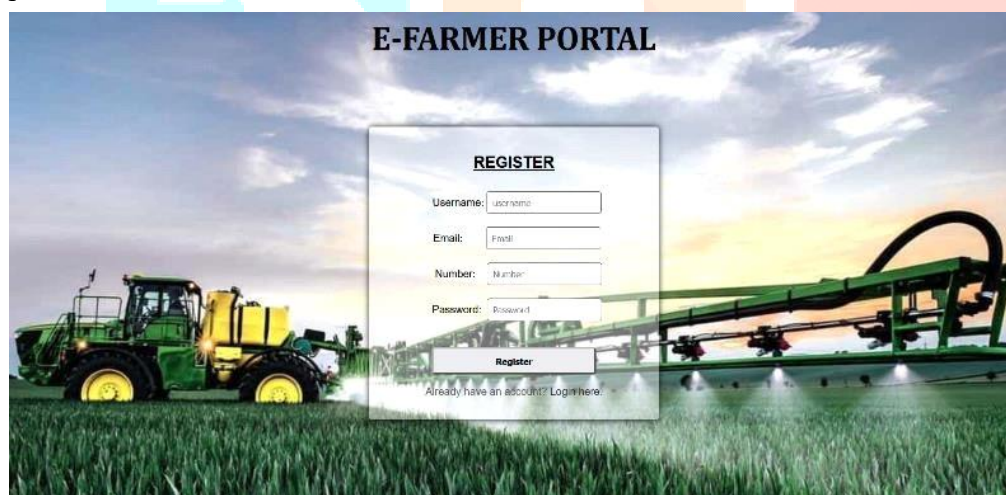 E-FARMER PORTAL
REGISTER
Username: username
Email: Email
Number: Number
Password: Password
Register
Already have an account? Login here.